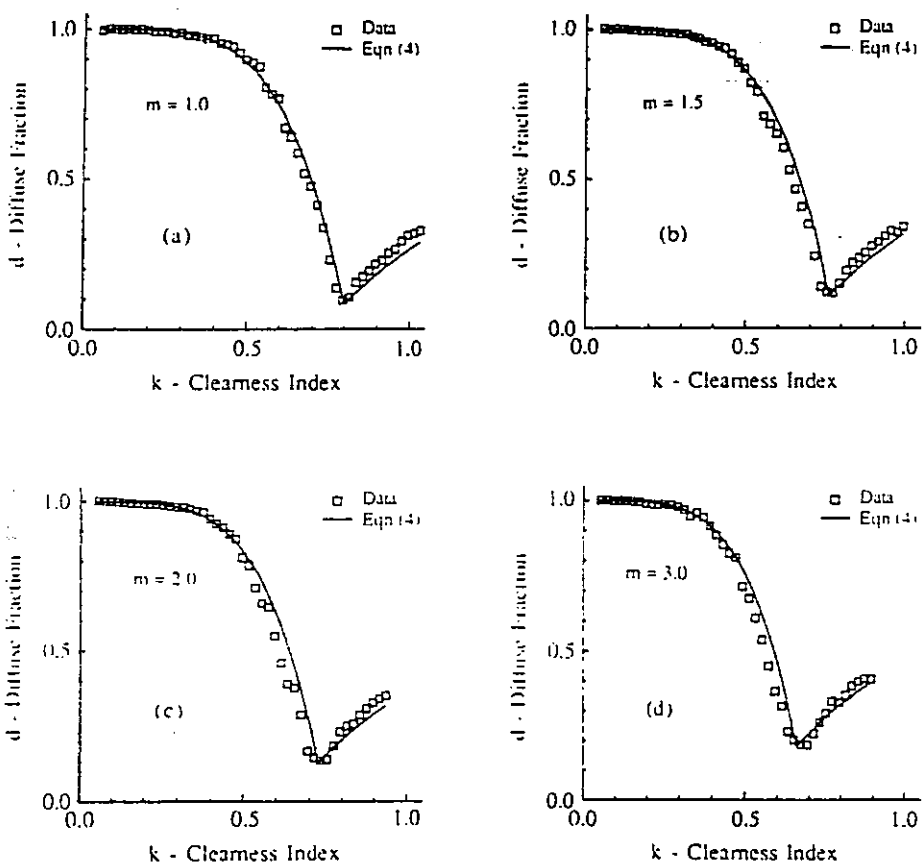 1.0
0.5
0.0
d - Diffuse Fraction
Data
Eqn (4)
m = 1.0
(a)
0.0 0.5 1.0
k - Clearness Index
1.0
0.5
0.0
d - Diffuse Fraction
Data
Eqn (4)
m = 1.5
(b)
0.0 0.5 1.0
k - Clearness Index
1.0
0.5
0.0
d - Diffuse Fraction
Data
Eqn (4)
m = 2.0
(c)
0.0 0.5 1.0
k - Clearness Index
1.0
0.5
0.0
d - Diffuse Fraction
Data
Eqn (4)
m = 3.0
(d)
0.0 0.5 1.0
k - Clearness Index